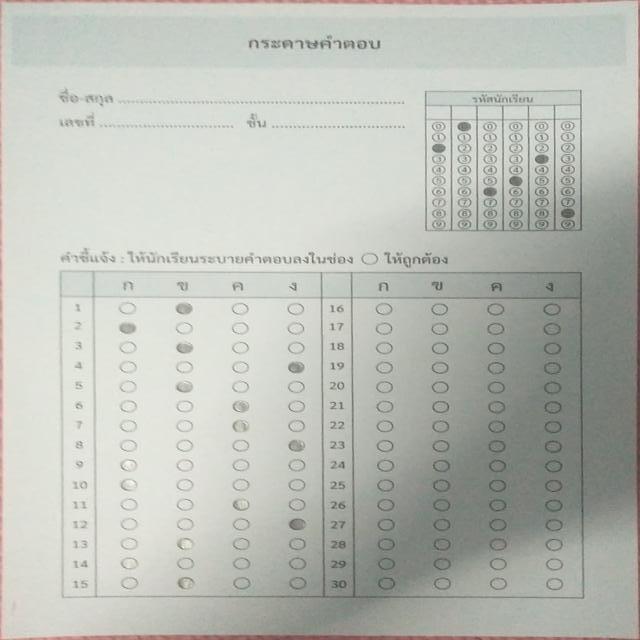 กระดาษคำตอบ
ชื่อ-สกุล
เลขที่ ชั้น
รหัสนักเรียน
0 0 0 0 0
1 1 1 1 1 1
2 2 2 2 2
3 3 3 3 3
4 4 4 4 4 4
5 5 5 5 5
6 6 6 6 6
7 7 7 7 7 7
8 8 8 8 8
9 9 9 9 9 9
คำชี้แจ้ง : ให้นักเรียนระบายคำตอบลงในช่อง ○ ให้ถูกต้อง
ก ข ค ง ก ข ค ง
1 16
2 17
3 18
4 19
5 20
6 21
7 22
8 23
9 24
10 25
11 26
12 27
13 28
14 29
15 30